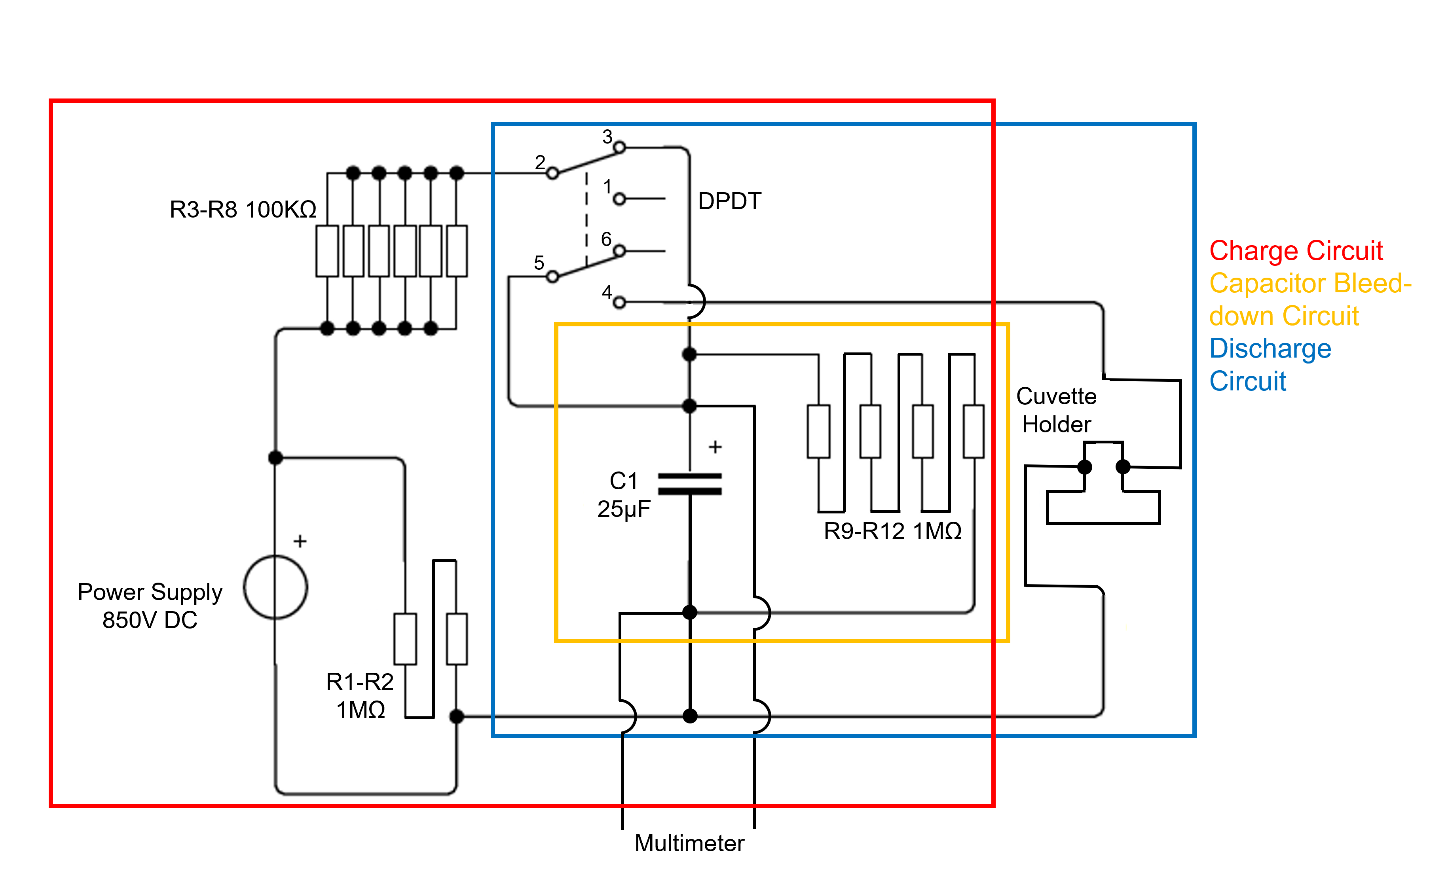 3
2
R3-R8 100KΩ
1
DPDT
6
5
4
Charge Circuit
Capacitor Bleed-
down Circuit
Discharge
Circuit
Cuvette
Holder
+
C1
25µF
R9-R12 1MΩ
+
Power Supply
850V DC
R1-R2
1MΩ
Multimeter